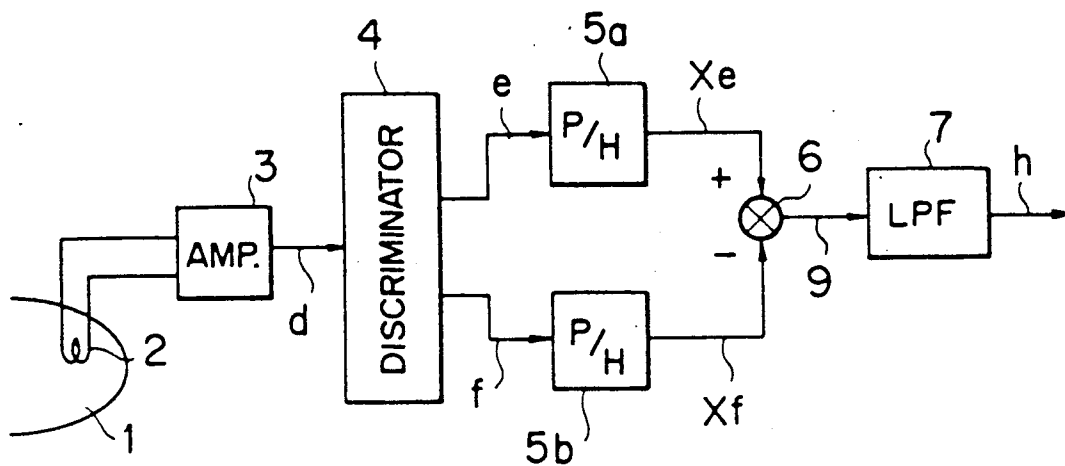 4
5a
Xe
e
P/H
7
h
3
+
6
DISCRIMINATOR
LPF
AMP.
−
9
d
2
P/H
f
Xf
1
5b